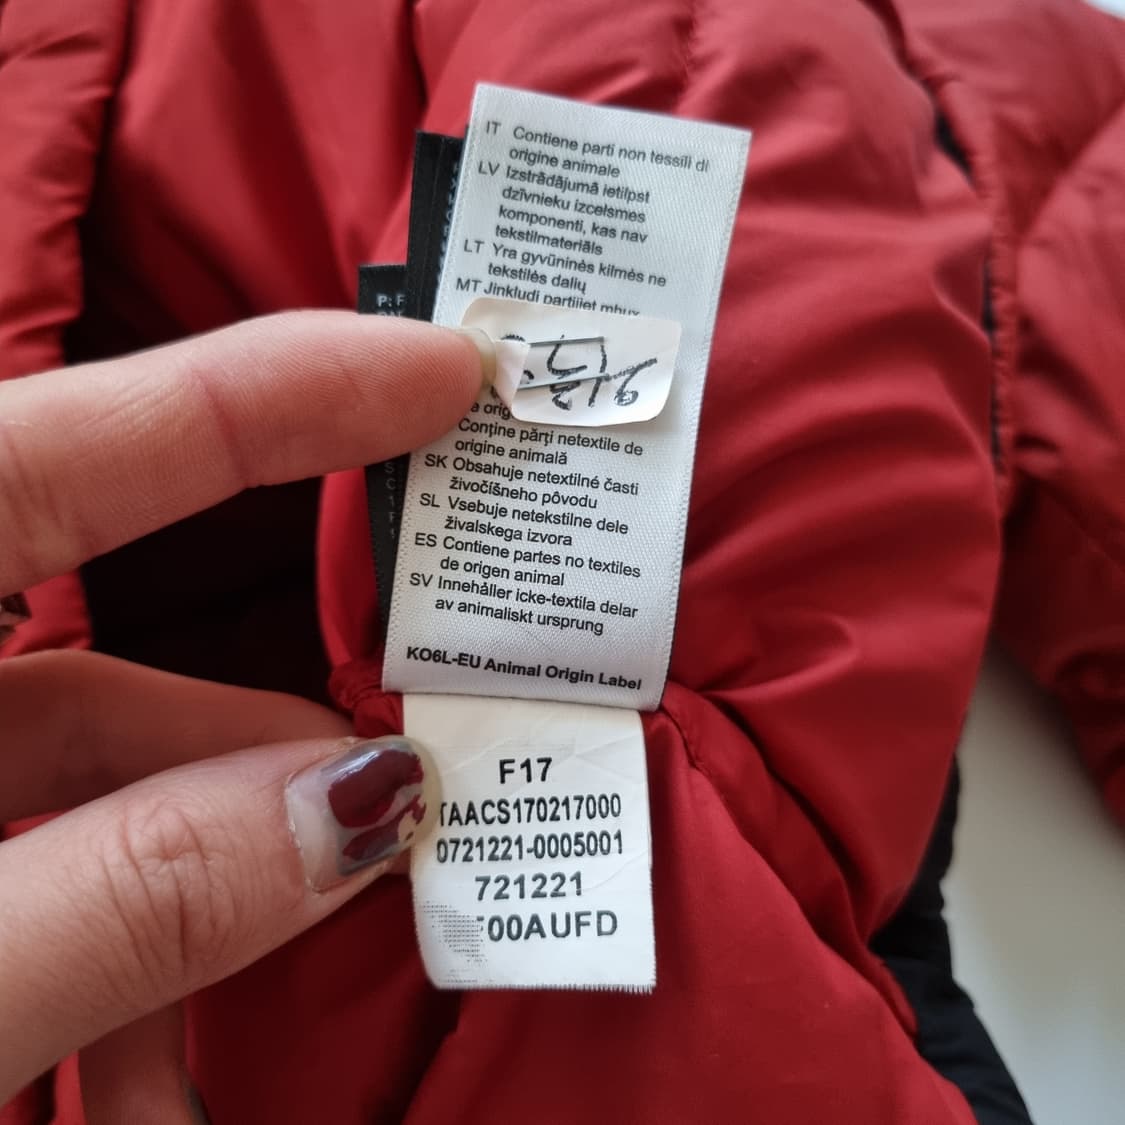 IT Contiene parti non tessili di
origine animale
LV Izstrādājumā ietilpst
dzīvnieku izcelsmes
komponenti, kas nav
tekstilmateriāls
LT Yra gyvūninės kilmės ne
tekstilės dalių
MT Jinkludi partijiet mhux
a orig
Conține părţi netextile de
origine animală
SK Obsahuje netextilné časti
živočíšneho pôvodu
SL Vsebuje netekstilne dele
živalskega izvora
ES Contiene partes no textiles
de origen animal
SV Innehåller icke-textila delar
av animaliskt ursprung
KO6L-EU Animal Origin Label
F17
TAACS170217000
0721221-0005001
721221
F00AUFD
P: F